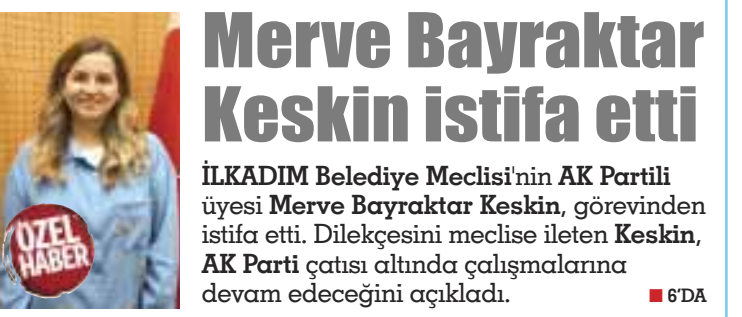 Merve Bayraktar
Keskin istifa etti
İLKADIM Belediye Meclisi'nin AK Partili
üyesi Merve Bayraktar Keskin, görevinden
istifa etti. Dilekçesini meclise ileten Keskin,
AK Parti çatısı altında çalışmalarına
devam edeceğini açıkladı.
■ 6'DA
ÖZEL
HABER